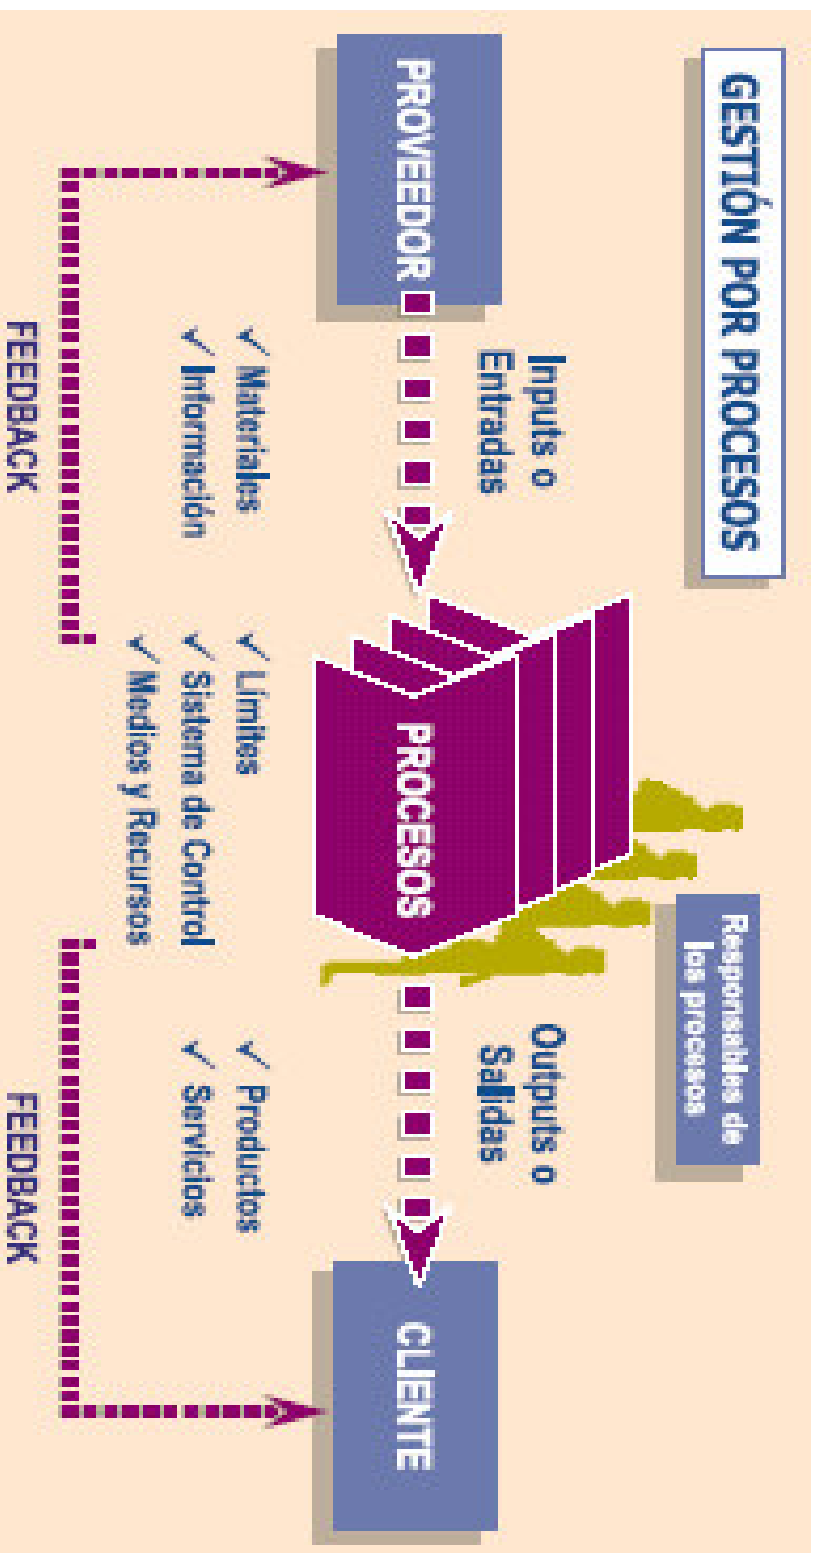 GESTIÓN POR PROCESOS
Responsables de
los procesos
Inputs o
Entradas
Outputs o
Salidas
PROVEEDOR
PROCESOS
CLIENTE
✓ Materiales
✓ Información
✓ Límites
✓ Sistema de Control
✓ Medios y Recursos
✓ Productos
✓ Servicios
FEEDBACK
FEEDBACK